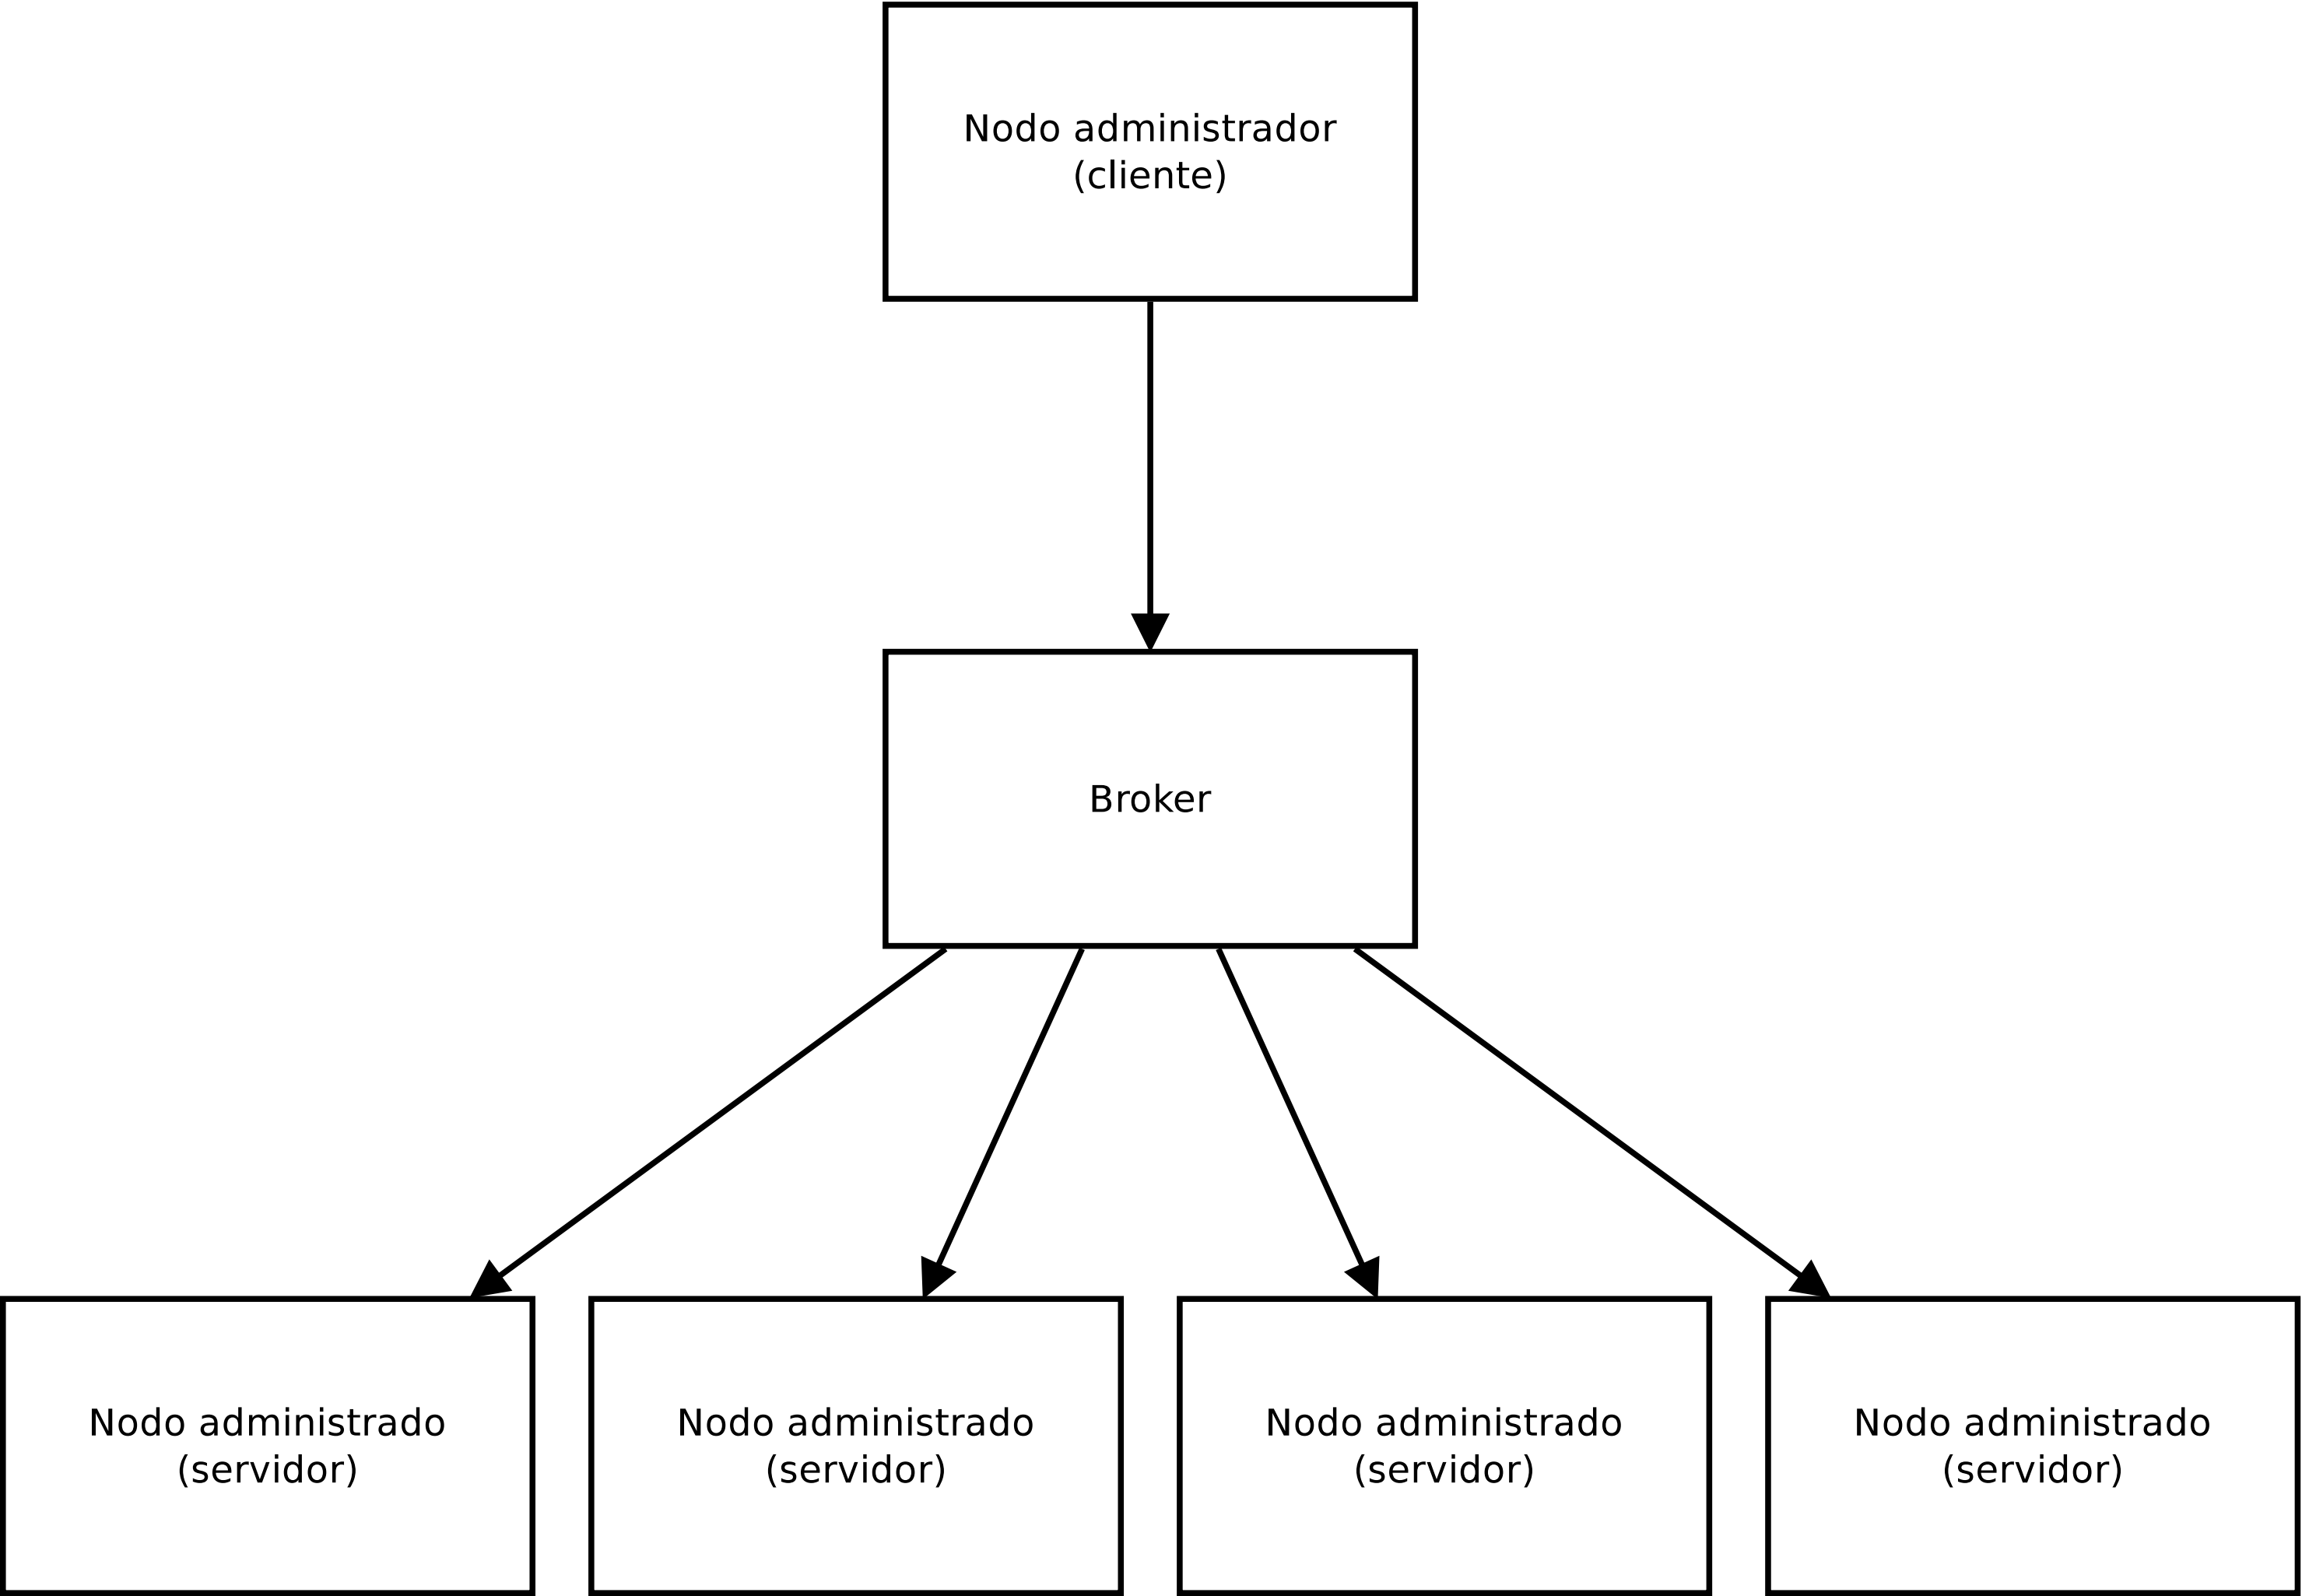 Nodo administrador
(cliente)
Broker
Nodo administrado
(servidor)
Nodo administrado
(servidor)
Nodo administrado
(servidor)
Nodo administrado
(servidor)